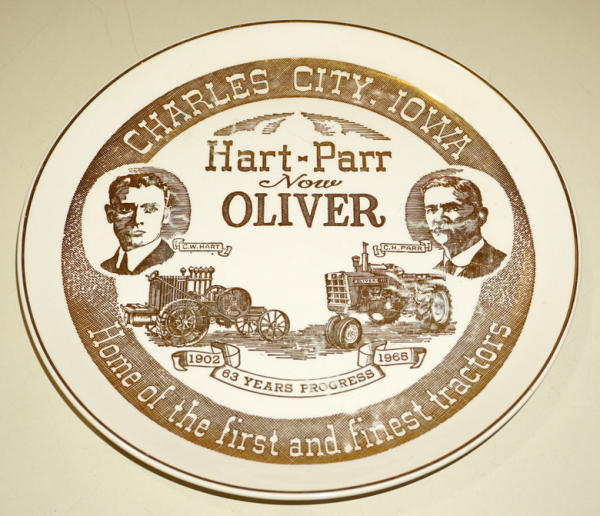 CHARLES CITY, IOWA
Hart-Parr
Now
OLIVER
C.W. HART
C.H. PARR
OLIVER
1902
1965
63 YEARS PROGRESS
Home of the first and finest tractors